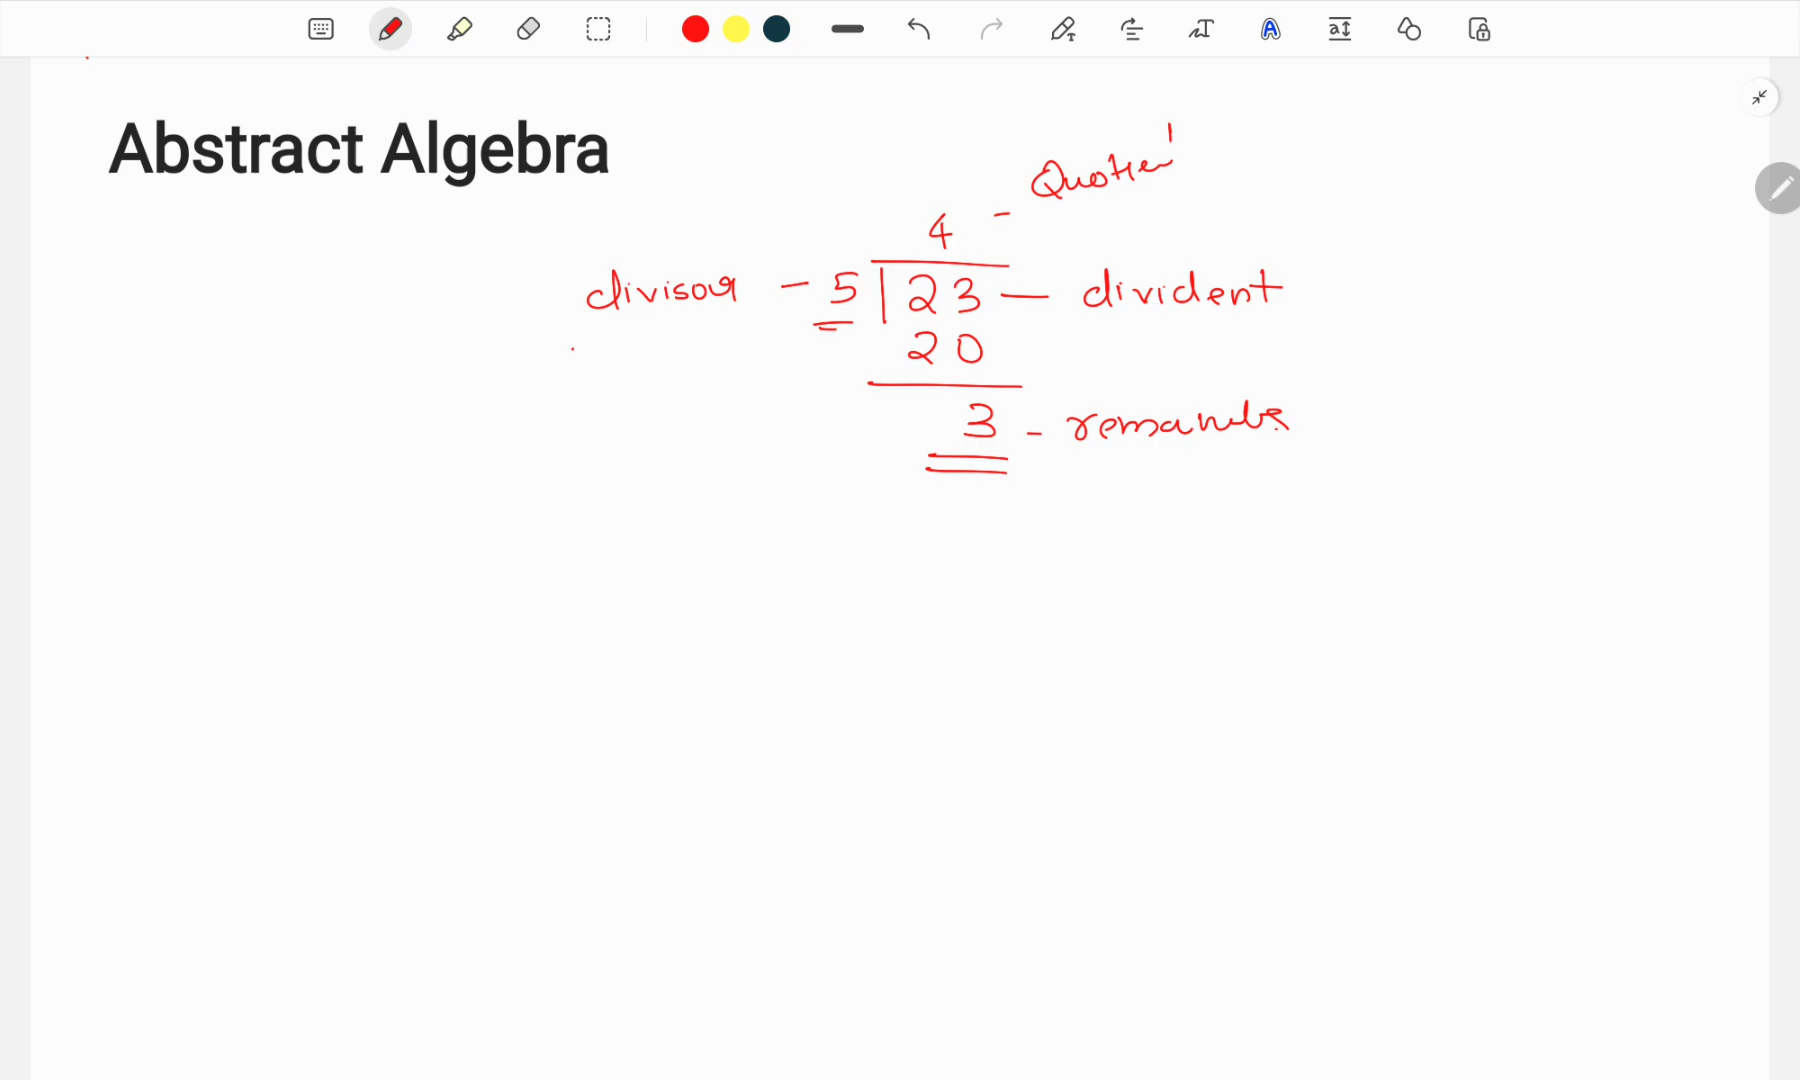 Abstract Algebra
4 - Quotient
divisor - 5 | 23 — divident
20
3 - remainder